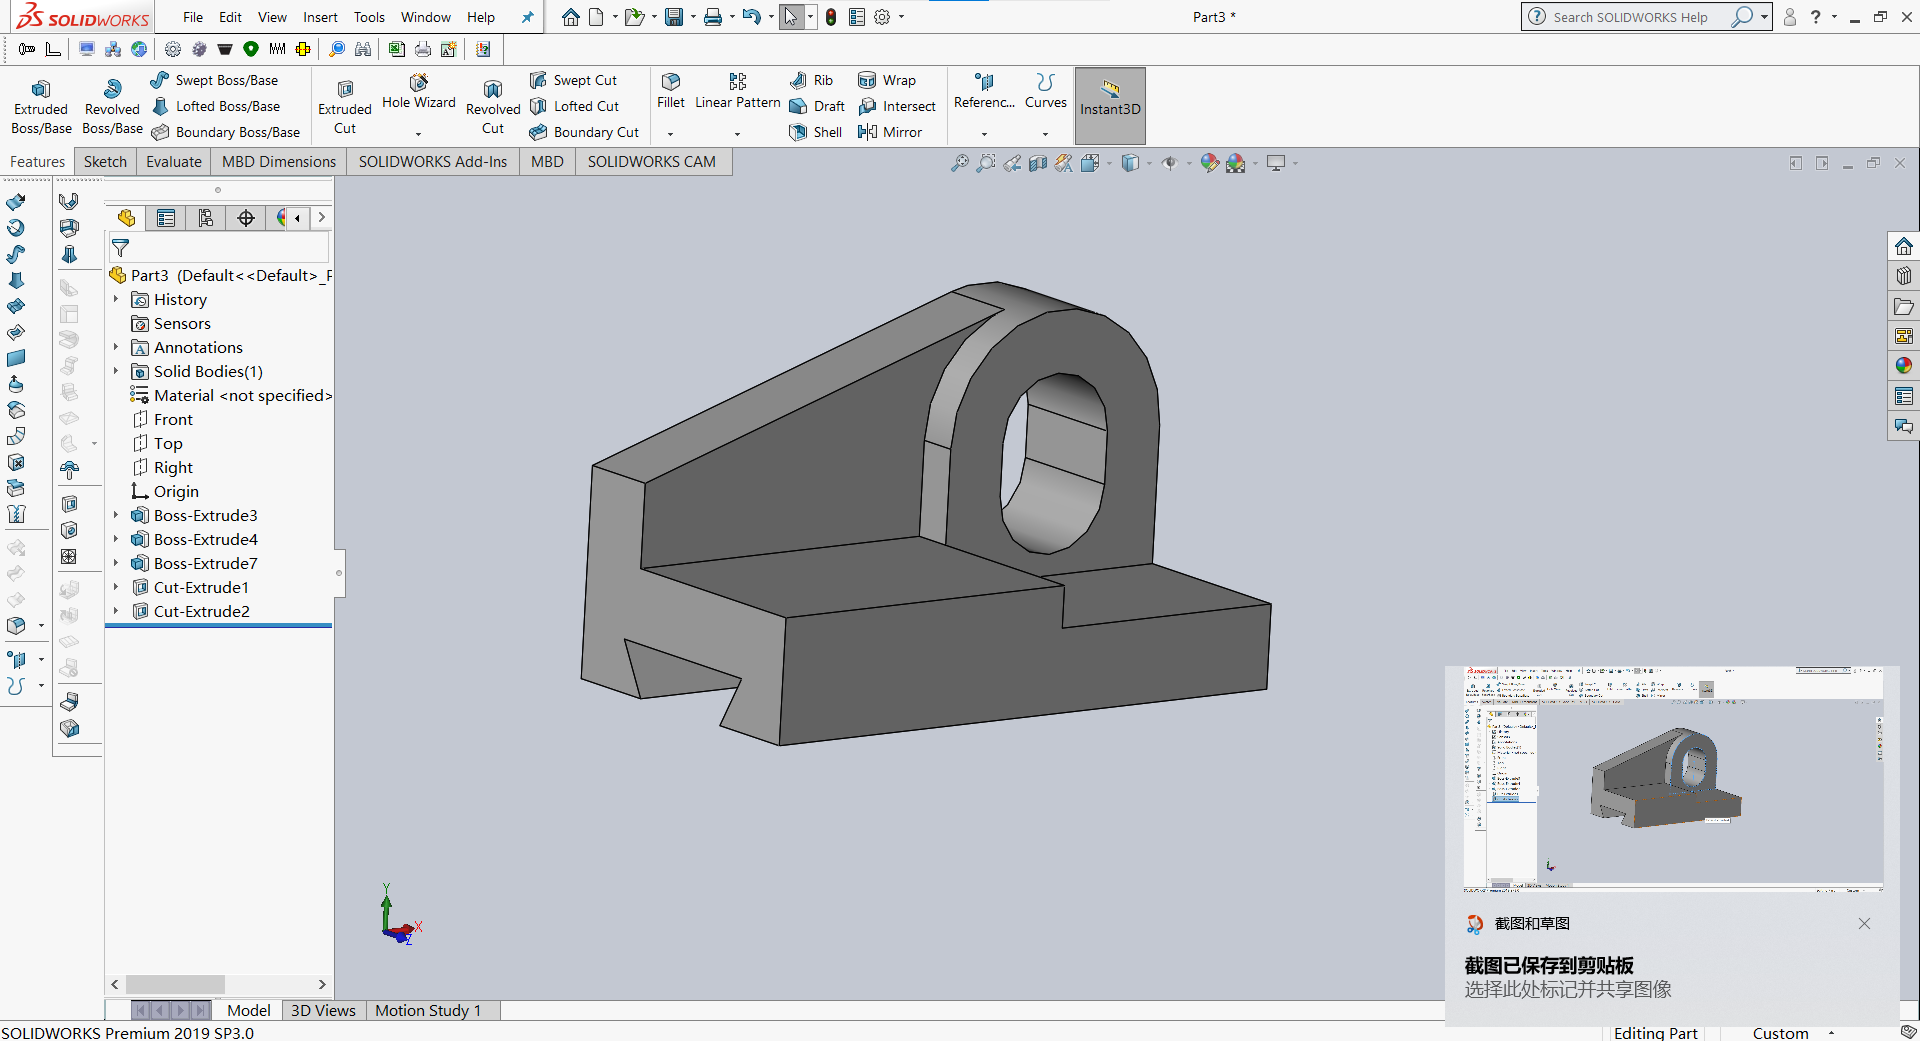 SOLIDWORKS
File Edit View Insert Tools Window Help
Part3 *
Search SOLIDWORKS Help
Extruded Boss/Base
Revolved Boss/Base
Swept Boss/Base
Lofted Boss/Base
Boundary Boss/Base
Extruded Cut
Hole Wizard
Revolved Cut
Swept Cut
Lofted Cut
Boundary Cut
Fillet
Linear Pattern
Rib
Draft
Shell
Wrap
Intersect
Mirror
Referenc...
Curves
Instant3D
Features Sketch Evaluate MBD Dimensions SOLIDWORKS Add-Ins MBD SOLIDWORKS CAM
Part3 (Default<<Default>_F
History
Sensors
Annotations
Solid Bodies(1)
Material <not specified>
Front
Top
Right
Origin
Boss-Extrude3
Boss-Extrude4
Boss-Extrude7
Cut-Extrude1
Cut-Extrude2
Y
X
Z
截图和草图
截图已保存到剪贴板
选择此处标记并共享图像
Model 3D Views Motion Study 1
SOLIDWORKS Premium 2019 SP3.0
Editing Part
Custom